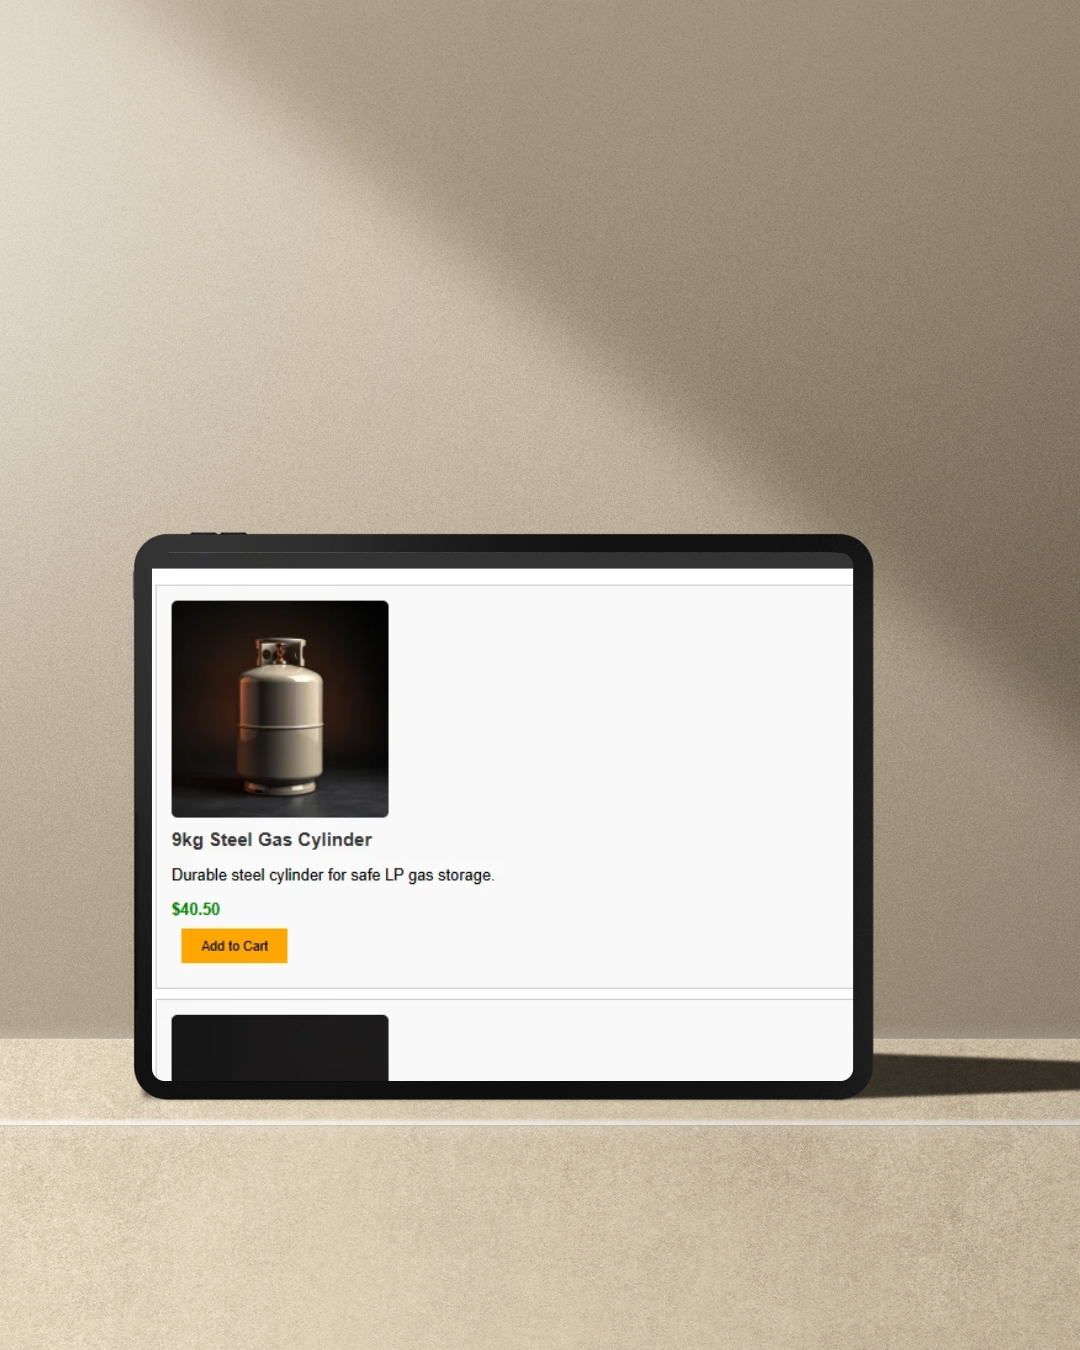 9kg Steel Gas Cylinder
Durable steel cylinder for safe LP gas storage.
$40.50
Add to Cart